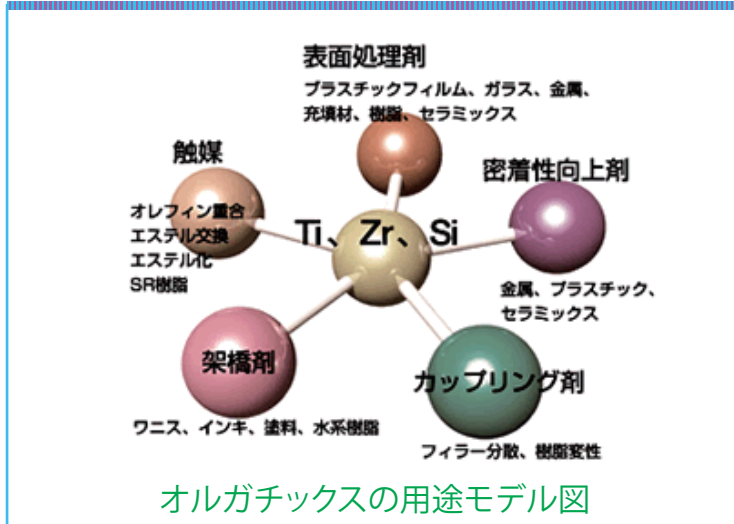 表面処理剤
プラスチックフィルム、ガラス、金属、
充填材、樹脂、セラミックス
触媒
オレフィン重合
エステル交換
エステル化
SR樹脂
密着性向上剤
金属、プラスチック、
セラミックス
Ti、Zr、Si
架橋剤
ワニス、インキ、塗料、水系樹脂
カップリング剤
フィラー分散、樹脂変性
オルガチックスの用途モデル図